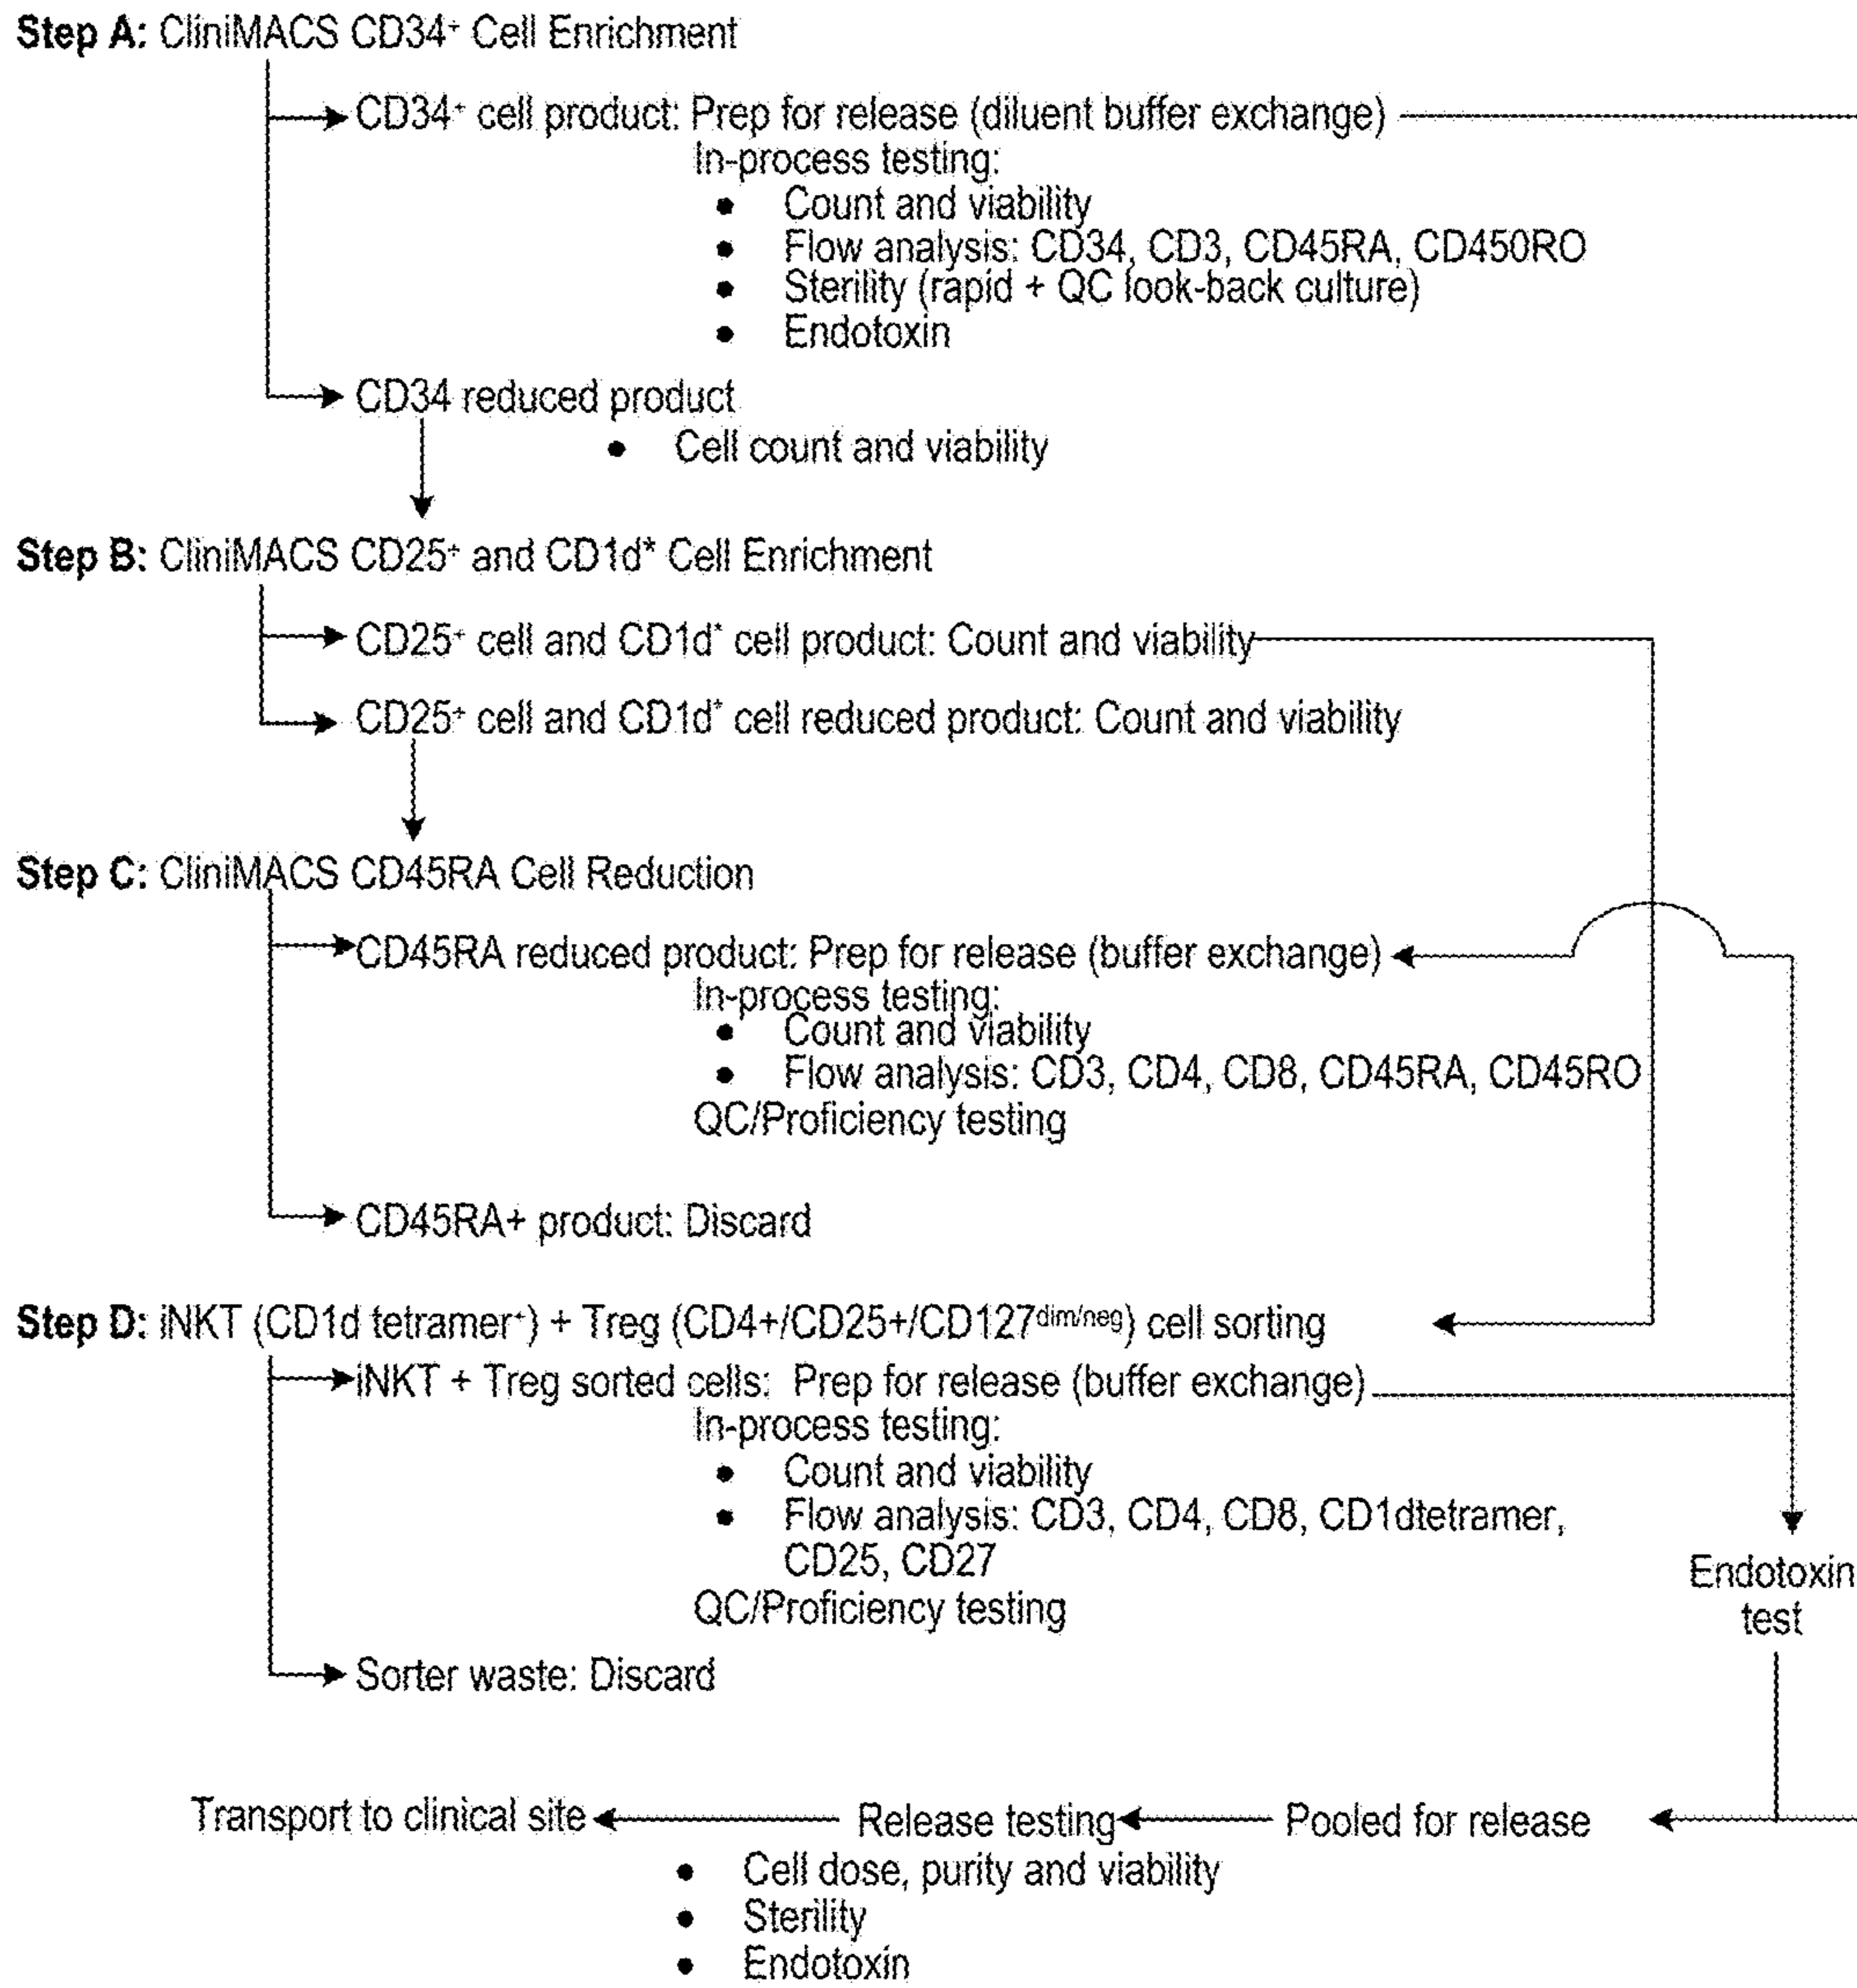 Step A: CliniMACS CD34⁺ Cell Enrichment
CD34⁺ cell product: Prep for release (diluent buffer exchange)
In-process testing:
• Count and viability
• Flow analysis: CD34, CD3, CD45RA, CD450RO
• Sterility (rapid + QC look-back culture)
• Endotoxin
CD34 reduced product
• Cell count and viability
Step B: CliniMACS CD25⁺ and CD1d* Cell Enrichment
CD25⁺ cell and CD1d* cell product: Count and viability
CD25⁺ cell and CD1d* cell reduced product: Count and viability
Step C: CliniMACS CD45RA Cell Reduction
CD45RA reduced product: Prep for release (buffer exchange)
In-process testing:
• Count and viability
• Flow analysis: CD3, CD4, CD8, CD45RA, CD45RO
QC/Proficiency testing
CD45RA+ product: Discard
Step D: iNKT (CD1d tetramer⁺) + Treg (CD4+/CD25+/CD127dim/neg) cell sorting
iNKT + Treg sorted cells: Prep for release (buffer exchange)
In-process testing:
• Count and viability
• Flow analysis: CD3, CD4, CD8, CD1dtetramer,
CD25, CD27
QC/Proficiency testing
Sorter waste: Discard
Endotoxin
test
Transport to clinical site
Release testing
Pooled for release
• Cell dose, purity and viability
• Sterility
• Endotoxin